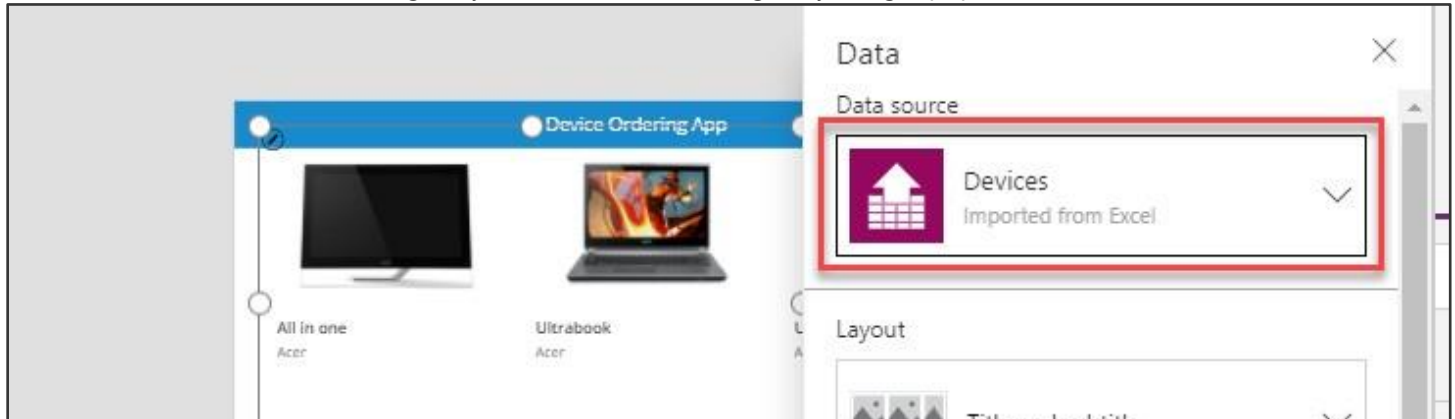 Data
Data source
Device Ordering App
Devices
Imported from Excel
All in one
Acer
Ultrabook
Acer
Layout